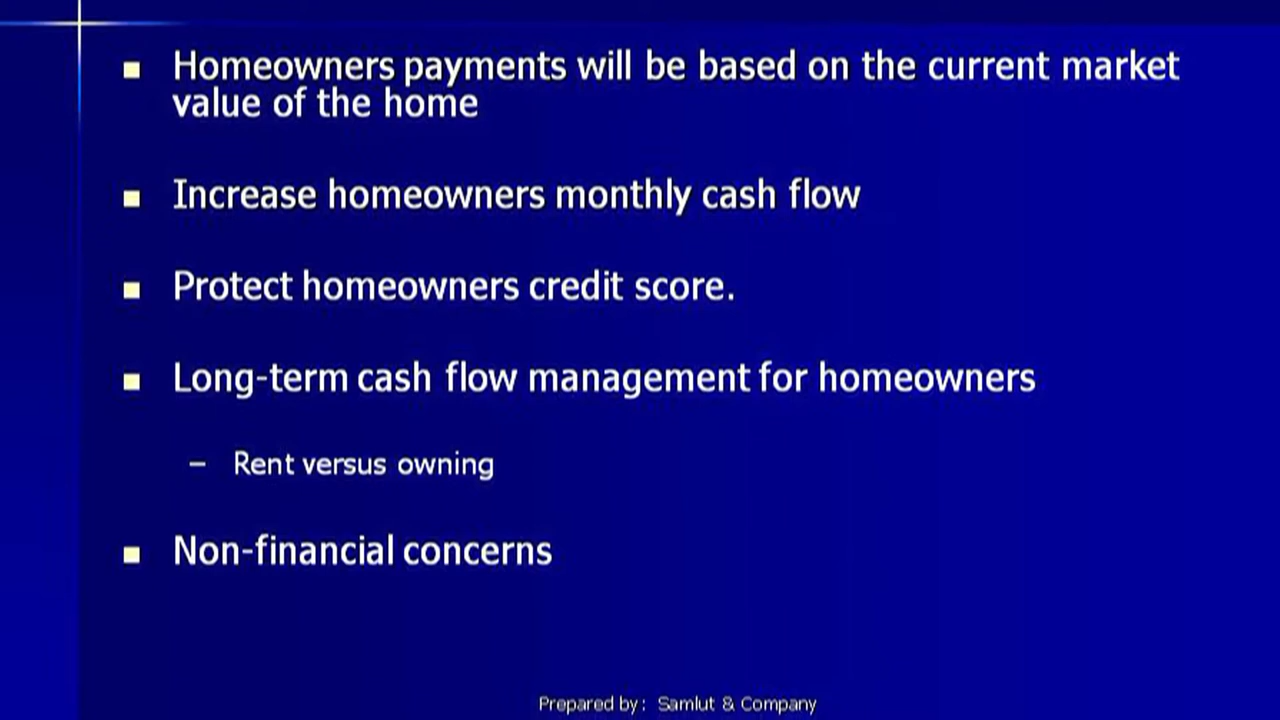 Homeowners payments will be based on the current market
value of the home
Increase homeowners monthly cash flow
Protect homeowners credit score.
Long-term cash flow management for homeowners
– Rent versus owning
Non-financial concerns
Prepared by: Samlut & Company